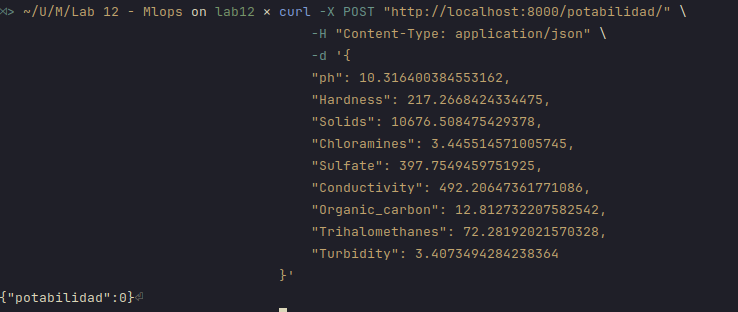 > ~/U/M/Lab 12 - Mlops on lab12 × curl -X POST "http://localhost:8000/potabilidad/" \
-H "Content-Type: application/json" \
-d '{
"ph": 10.316400384553162,
"Hardness": 217.2668424334475,
"Solids": 10676.508475429378,
"Chloramines": 3.445514571005745,
"Sulfate": 397.7549459751925,
"Conductivity": 492.20647361771086,
"Organic_carbon": 12.812732207582542,
"Trihalomethanes": 72.28192021570328,
"Turbidity": 3.4073494284238364
}'
{"potabilidad":0}⏎